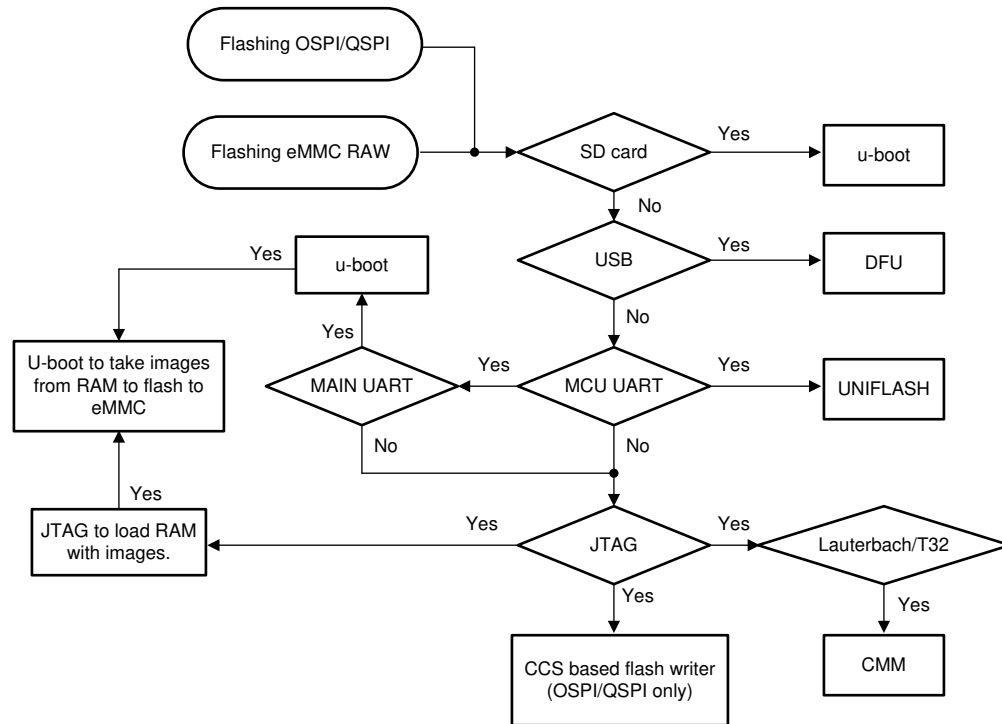 Flashing OSPI/QSPI
Flashing eMMC RAW
SD card
Yes
u-boot
No
USB
Yes
DFU
No
Yes
u-boot
Yes
U-boot to take images
from RAM to flash to
eMMC
MAIN UART
Yes
MCU UART
Yes
UNIFLASH
No
No
Yes
JTAG to load RAM
with images.
Yes
JTAG
Yes
Lauterbach/T32
Yes
Yes
CCS based flash writer
(OSPI/QSPI only)
CMM